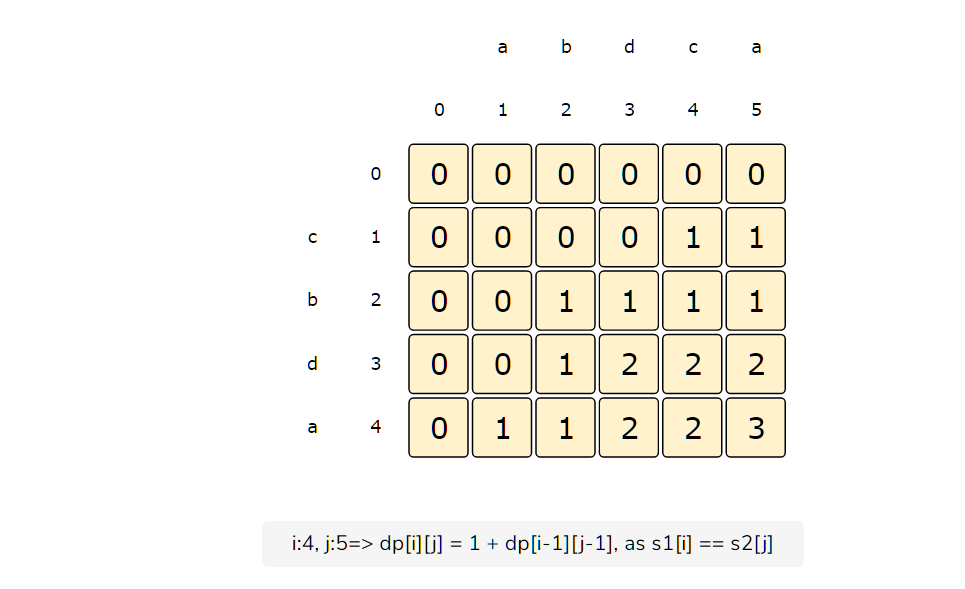 a b d c a
0 1 2 3 4 5
0 0 0 0 0 0 0
c 1 0 0 0 0 1 1
b 2 0 0 1 1 1 1
d 3 0 0 1 2 2 2
a 4 0 1 1 2 2 3
i:4, j:5=> dp[i][j] = 1 + dp[i-1][j-1], as s1[i] == s2[j]